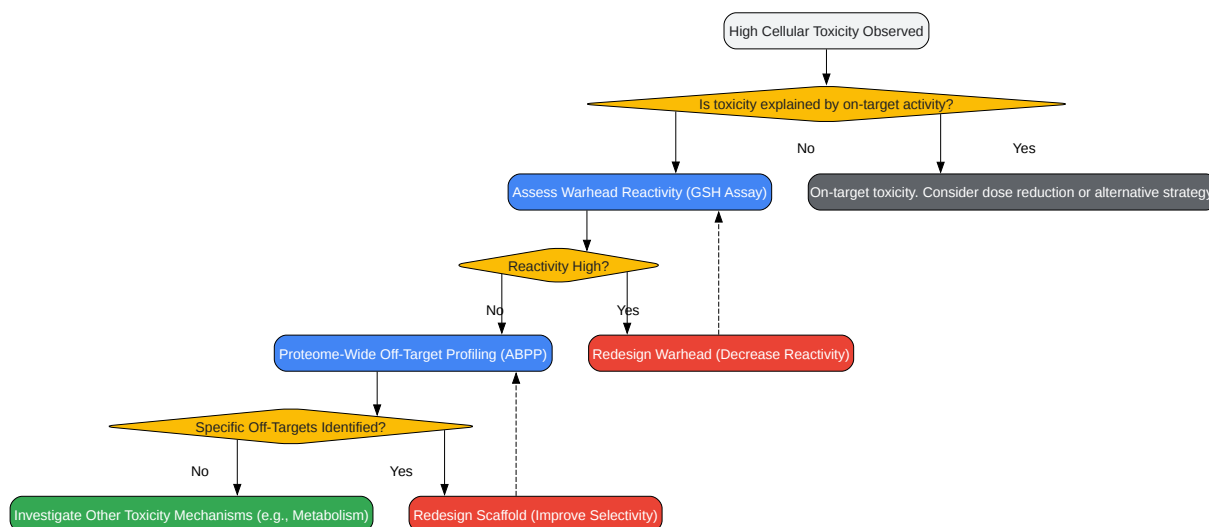 High Cellular Toxicity Observed
Is toxicity explained by on-target activity?
No
Yes
Assess Warhead Reactivity (GSH Assay)
On-target toxicity. Consider dose reduction or alternative strategy
Reactivity High?
No
Yes
Proteome-Wide Off-Target Profiling (ABPP)
Redesign Warhead (Decrease Reactivity)
Specific Off-Targets Identified?
No
Yes
Investigate Other Toxicity Mechanisms (e.g., Metabolism)
Redesign Scaffold (Improve Selectivity)